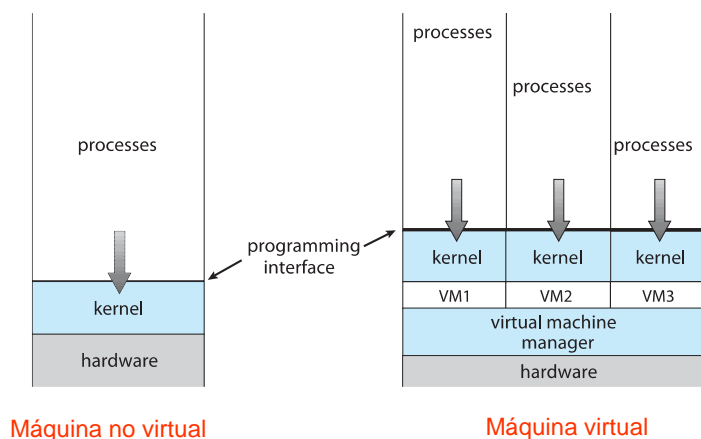 processes
kernel
hardware
programming
interface
processes
processes
processes
kernel
kernel
kernel
VM1
VM2
VM3
virtual machine
manager
hardware
Máquina no virtual
Máquina virtual